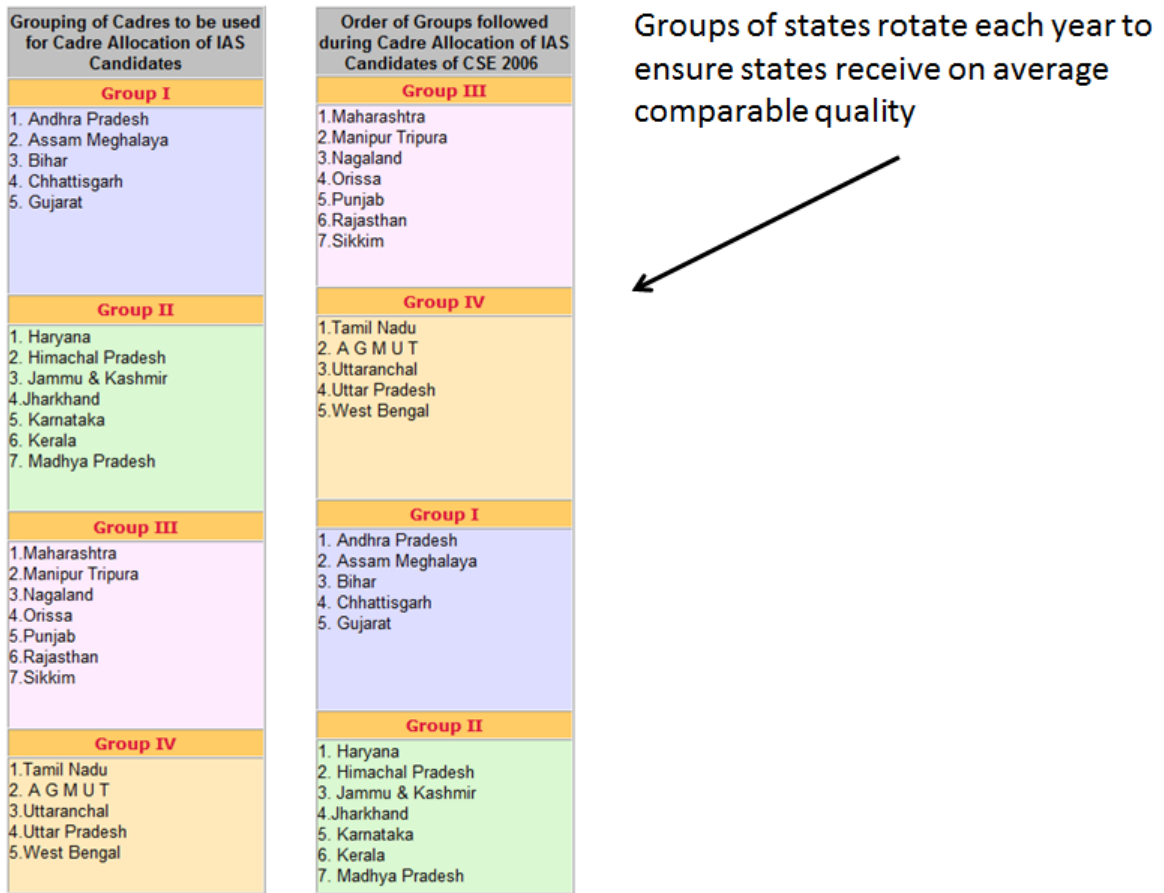 Grouping of Cadres to be used
for Cadre Allocation of IAS
Candidates
Group I
1. Andhra Pradesh
2. Assam Meghalaya
3. Bihar
4. Chhattisgarh
5. Gujarat
Group II
1. Haryana
2. Himachal Pradesh
3. Jammu & Kashmir
4.Jharkhand
5. Karnataka
6. Kerala
7. Madhya Pradesh
Group III
1.Maharashtra
2.Manipur Tripura
3.Nagaland
4.Orissa
5.Punjab
6.Rajasthan
7.Sikkim
Group IV
1.Tamil Nadu
2. A G M U T
3.Uttaranchal
4.Uttar Pradesh
5.West Bengal
Order of Groups followed
during Cadre Allocation of IAS
Candidates of CSE 2006
Group III
1.Maharashtra
2.Manipur Tripura
3.Nagaland
4.Orissa
5.Punjab
6.Rajasthan
7.Sikkim
Group IV
1.Tamil Nadu
2. A G M U T
3.Uttaranchal
4.Uttar Pradesh
5.West Bengal
Group I
1. Andhra Pradesh
2. Assam Meghalaya
3. Bihar
4. Chhattisgarh
5. Gujarat
Group II
1. Haryana
2. Himachal Pradesh
3. Jammu & Kashmir
4.Jharkhand
5. Karnataka
6. Kerala
7. Madhya Pradesh
Groups of states rotate each year to
ensure states receive on average
comparable quality